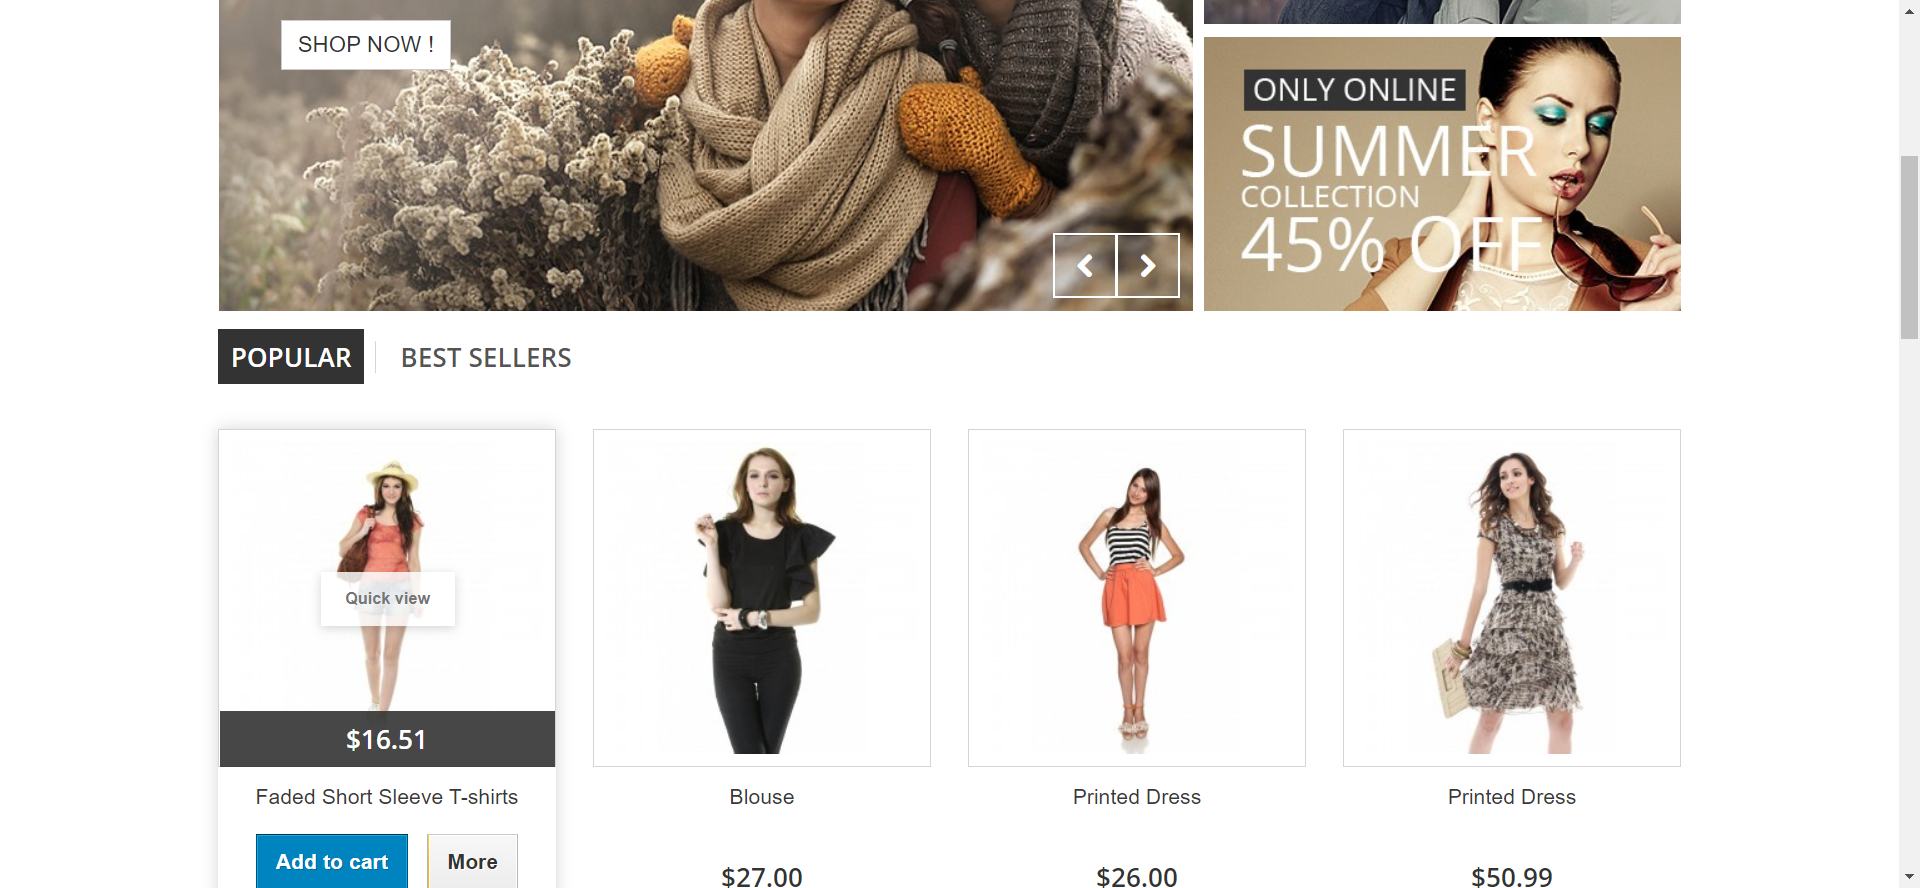 SHOP NOW !
ONLY ONLINE
SUMMER
COLLECTION
45% OFF
POPULAR
BEST SELLERS
Quick view
$16.51
Faded Short Sleeve T-shirts
Blouse
Printed Dress
Printed Dress
Add to cart
More
$27.00
$26.00
$50.99